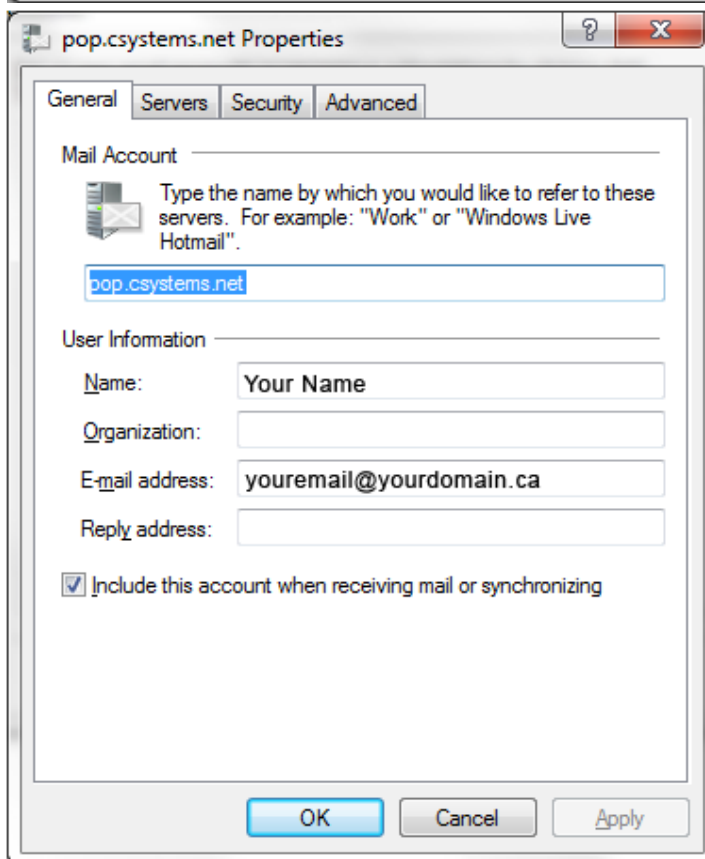 pop.csystems.net Properties
General Servers Security Advanced
Mail Account
Type the name by which you would like to refer to these
servers. For example: "Work" or "Windows Live
Hotmail".
pop.csystems.net
User Information
Name: Your Name
Organization:
E-mail address: youremail@yourdomain.ca
Reply address:
Include this account when receiving mail or synchronizing
OK Cancel Apply